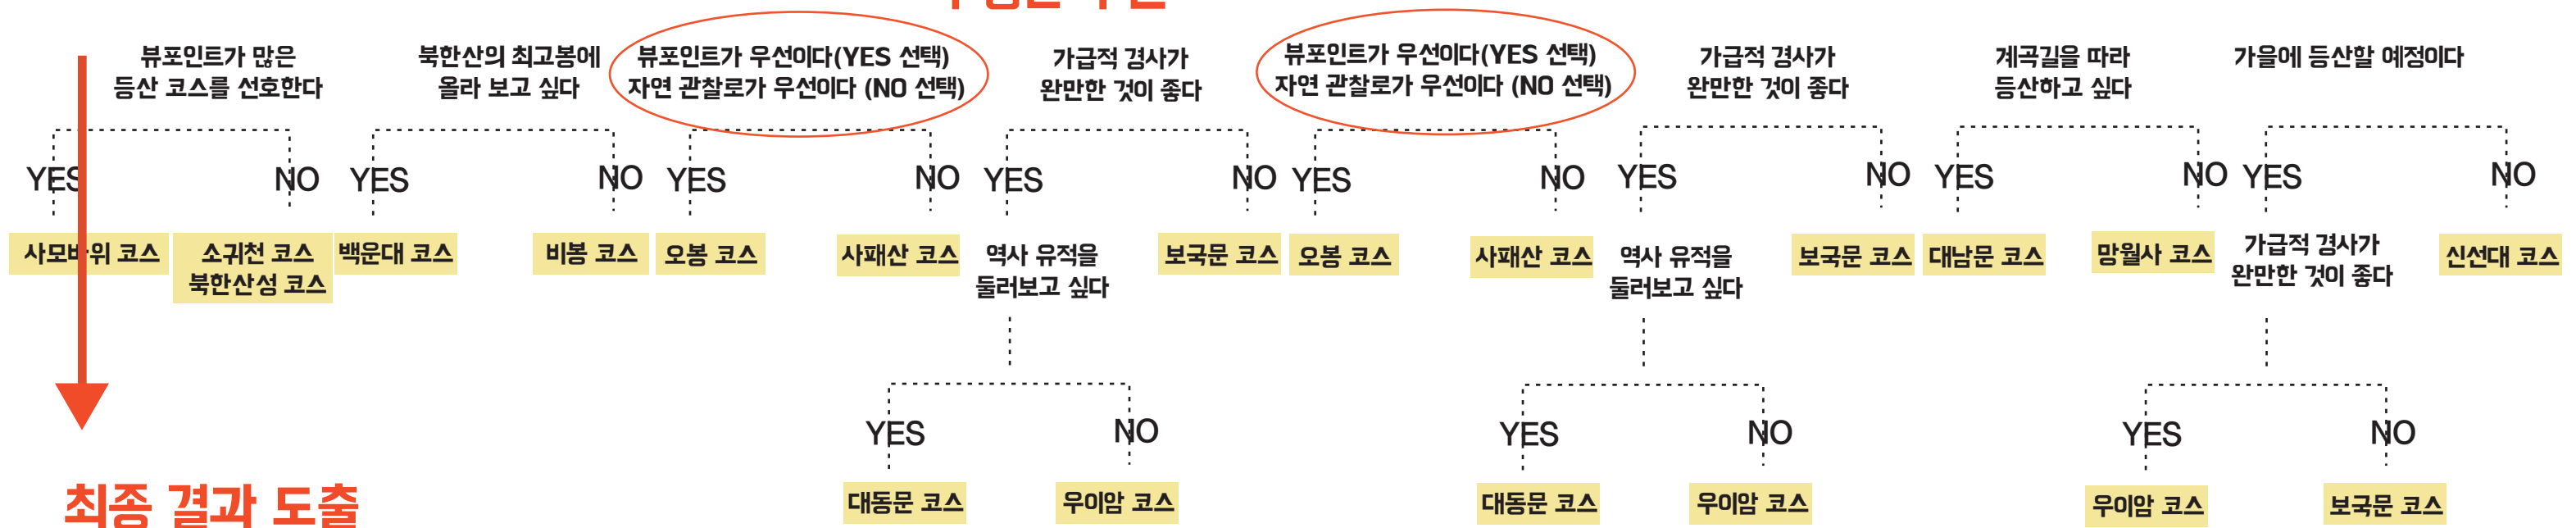 뷰포인트가 많은
등산 코스를 선호한다
북한산의 최고봉에
올라 보고 싶다
뷰포인트가 우선이다(YES 선택)
자연 관찰로가 우선이다 (NO 선택)
가급적 경사가
완만한 것이 좋다
뷰포인트가 우선이다(YES 선택)
자연 관찰로가 우선이다 (NO 선택)
가급적 경사가
완만한 것이 좋다
계곡길을 따라
등산하고 싶다
가을에 등산할 예정이다
YES
NO
YES
NO
YES
NO
YES
NO
YES
NO
YES
NO
YES
NO
YES
NO
사모바위 코스
소귀천 코스
북한산성 코스
백운대 코스
비봉 코스
오봉 코스
사패산 코스
역사 유적을
둘러보고 싶다
보국문 코스
오봉 코스
사패산 코스
역사 유적을
둘러보고 싶다
보국문 코스
대남문 코스
망월사 코스
가급적 경사가
완만한 것이 좋다
신선대 코스
YES
NO
YES
NO
YES
NO
대동문 코스
우이암 코스
대동문 코스
우이암 코스
우이암 코스
보국문 코스
최종 결과 도출